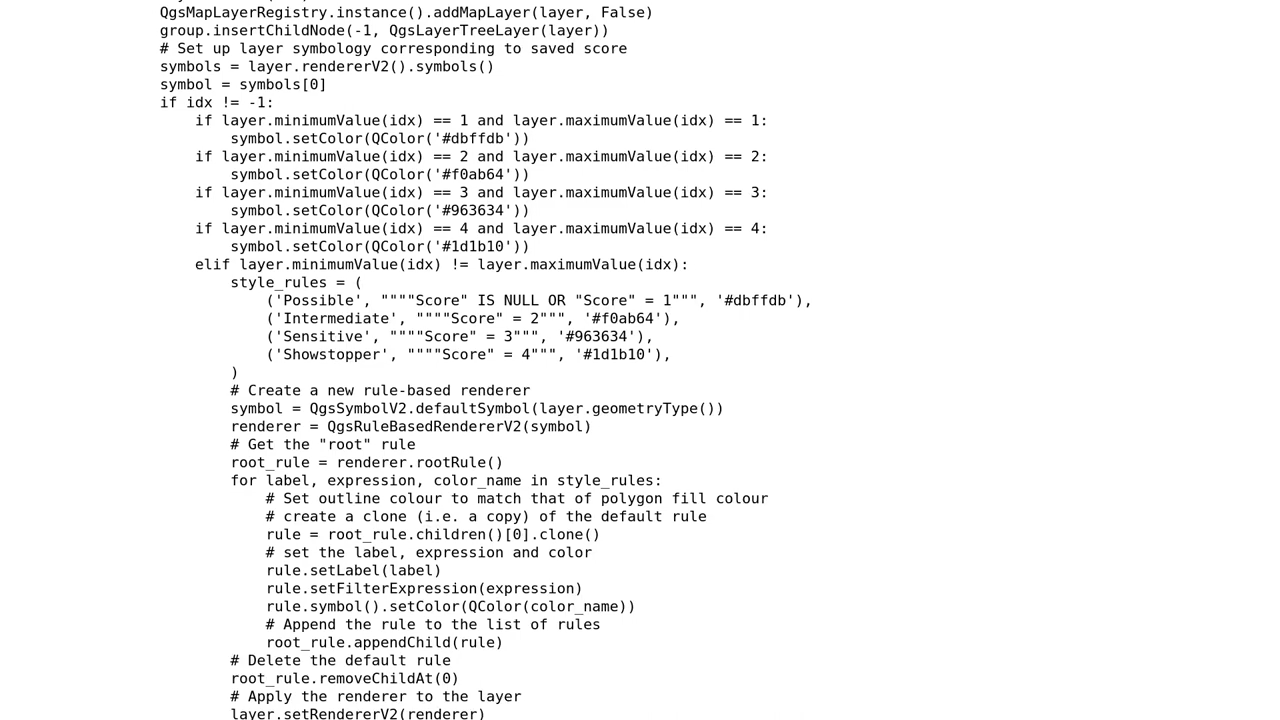 QgsMapLayerRegistry.instance().addMapLayer(layer, False)
group.insertChildNode(-1, QgsLayerTreeLayer(layer))
# Set up layer symbology corresponding to saved score
symbols = layer.rendererV2().symbols()
symbol = symbols[0]
if idx != -1:
    if layer.minimumValue(idx) == 1 and layer.maximumValue(idx) == 1:
        symbol.setColor(QColor('#dbffdb'))
    if layer.minimumValue(idx) == 2 and layer.maximumValue(idx) == 2:
        symbol.setColor(QColor('#f0ab64'))
    if layer.minimumValue(idx) == 3 and layer.maximumValue(idx) == 3:
        symbol.setColor(QColor('#963634'))
    if layer.minimumValue(idx) == 4 and layer.maximumValue(idx) == 4:
        symbol.setColor(QColor('#1d1b10'))
    elif layer.minimumValue(idx) != layer.maximumValue(idx):
        style_rules = (
            ('Possible', """"Score" IS NULL OR "Score" = 1""", '#dbffdb'),
            ('Intermediate', """"Score" = 2""", '#f0ab64'),
            ('Sensitive', """"Score" = 3""", '#963634'),
            ('Showstopper', """"Score" = 4""", '#1d1b10'),
        )
        # Create a new rule-based renderer
        symbol = QgsSymbolV2.defaultSymbol(layer.geometryType())
        renderer = QgsRuleBasedRendererV2(symbol)
        # Get the "root" rule
        root_rule = renderer.rootRule()
        for label, expression, color_name in style_rules:
            # Set outline colour to match that of polygon fill colour
            # create a clone (i.e. a copy) of the default rule
            rule = root_rule.children()[0].clone()
            # set the label, expression and color
            rule.setLabel(label)
            rule.setFilterExpression(expression)
            rule.symbol().setColor(QColor(color_name))
            # Append the rule to the list of rules
            root_rule.appendChild(rule)
        # Delete the default rule
        root_rule.removeChildAt(0)
        # Apply the renderer to the layer
        layer.setRendererV2(renderer)